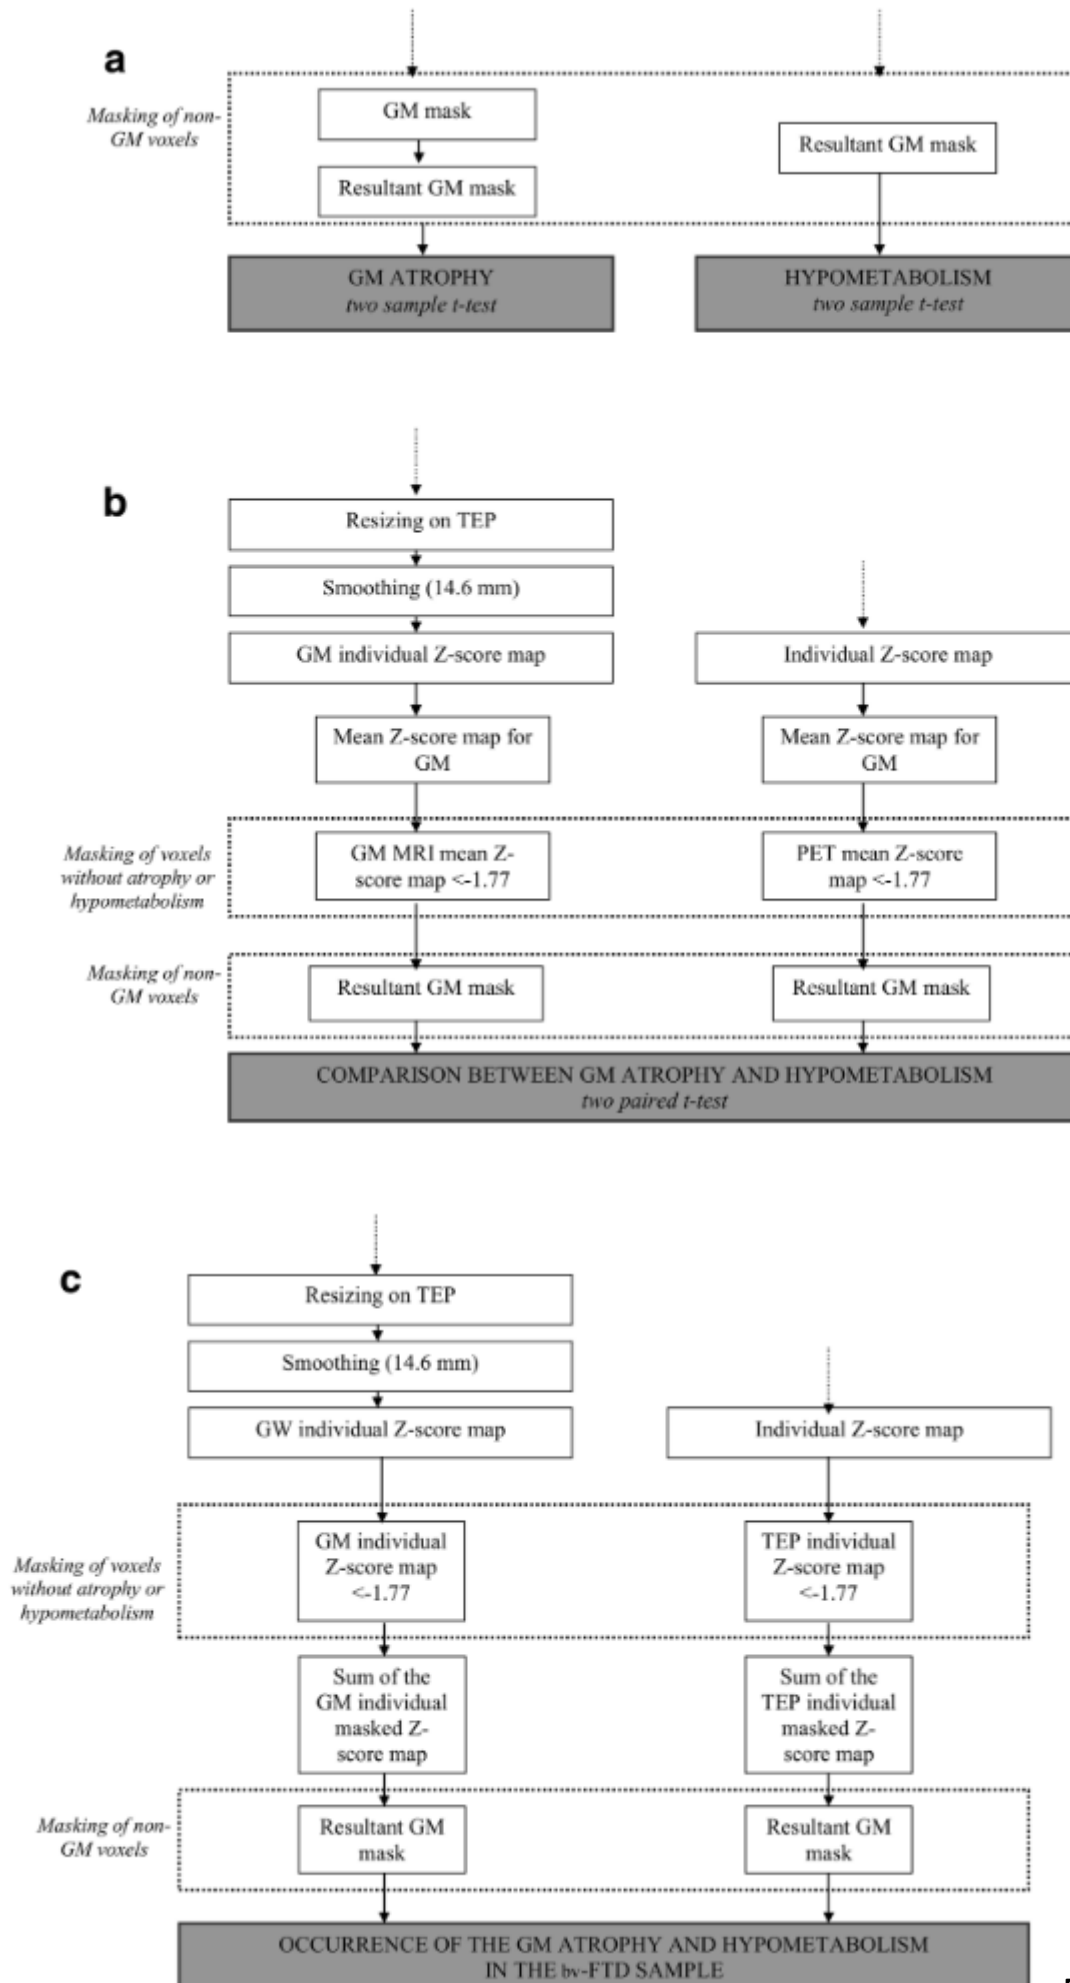 a
Masking of non-
GM voxels
GM mask
Resultant GM mask
Resultant GM mask
GM ATROPHY
two sample t-test
HYPOMETABOLISM
two sample t-test
b
Resizing on TEP
Smoothing (14.6 mm)
GM individual Z-score map
Individual Z-score map
Mean Z-score map for
GM
Mean Z-score map for
GM
Masking of voxels
without atrophy or
hypometabolism
GM MRI mean Z-
score map <-1.77
PET mean Z-score
map <-1.77
Masking of non-
GM voxels
Resultant GM mask
Resultant GM mask
COMPARISON BETWEEN GM ATROPHY AND HYPOMETABOLISM
two paired t-test
c
Resizing on TEP
Smoothing (14.6 mm)
GW individual Z-score map
Individual Z-score map
Masking of voxels
without atrophy or
hypometabolism
GM individual
Z-score map
<-1.77
TEP individual
Z-score map
<-1.77
Sum of the
GM individual
masked Z-
score map
Sum of the
TEP individual
masked Z-
score map
Masking of non-
GM voxels
Resultant GM
mask
Resultant GM
mask
OCCURRENCE OF THE GM ATROPHY AND HYPOMETABOLISM
IN THE bv-FTD SAMPLE